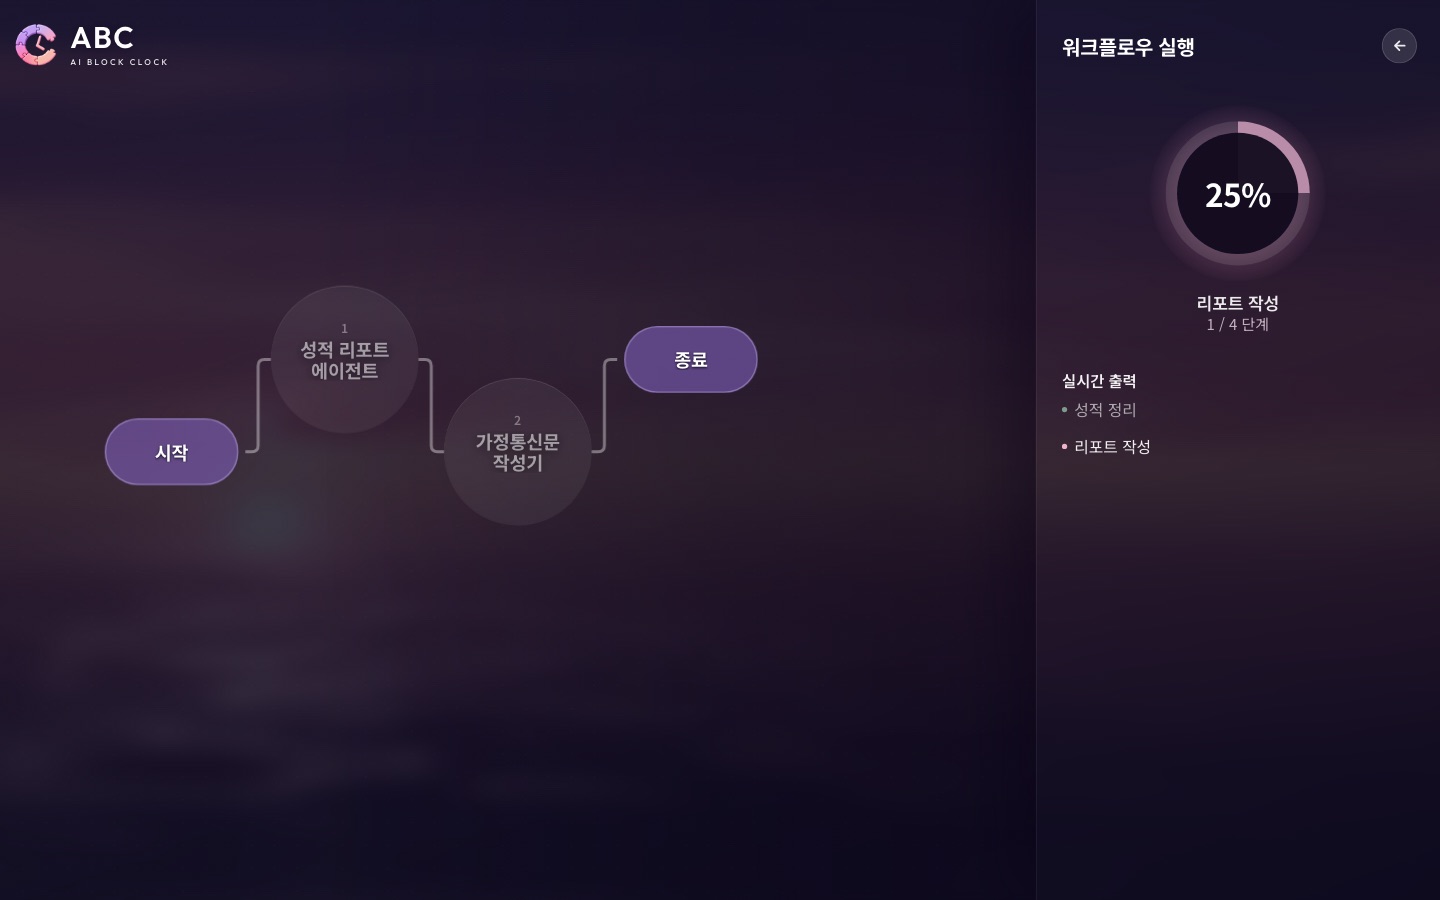 ABC
AI BLOCK CLOCK
시작
1
성적 리포트
에이전트
2
가정통신문
작성기
종료
워크플로우 실행
25%
리포트 작성
1 / 4 단계
실시간 출력
성적 정리
리포트 작성